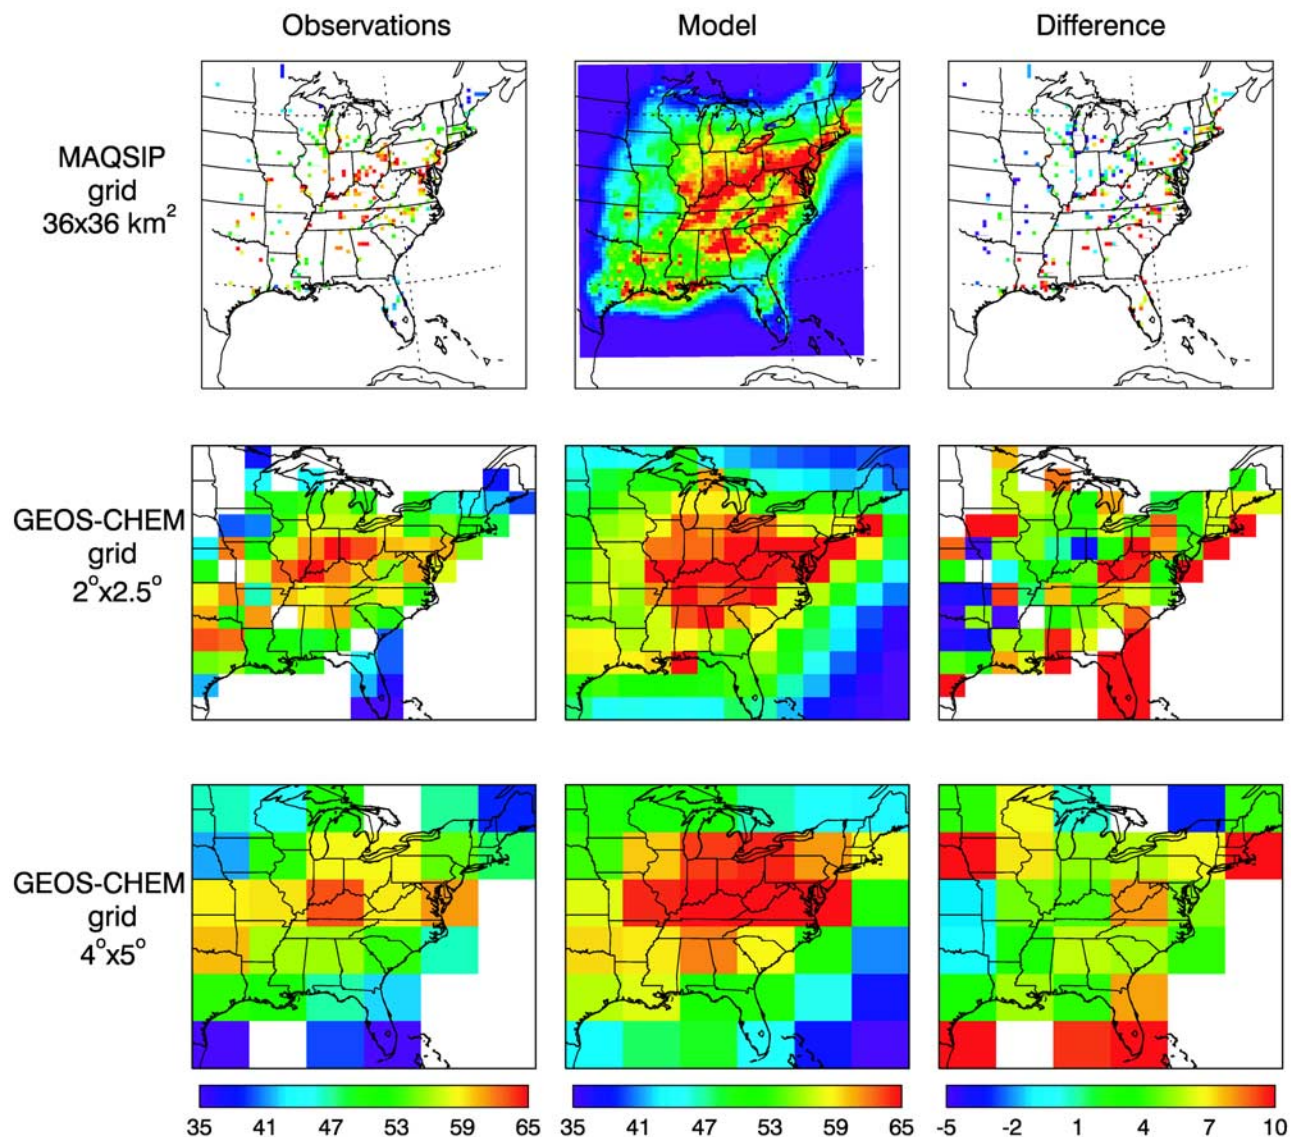 Observations Model Difference
MAQSIP
grid
36x36 km²
GEOS-CHEM
grid
2°x2.5°
GEOS-CHEM
grid
4°x5°
35 41 47 53 59 65 35 41 47 53 59 65 -5 -2 1 4 7 10